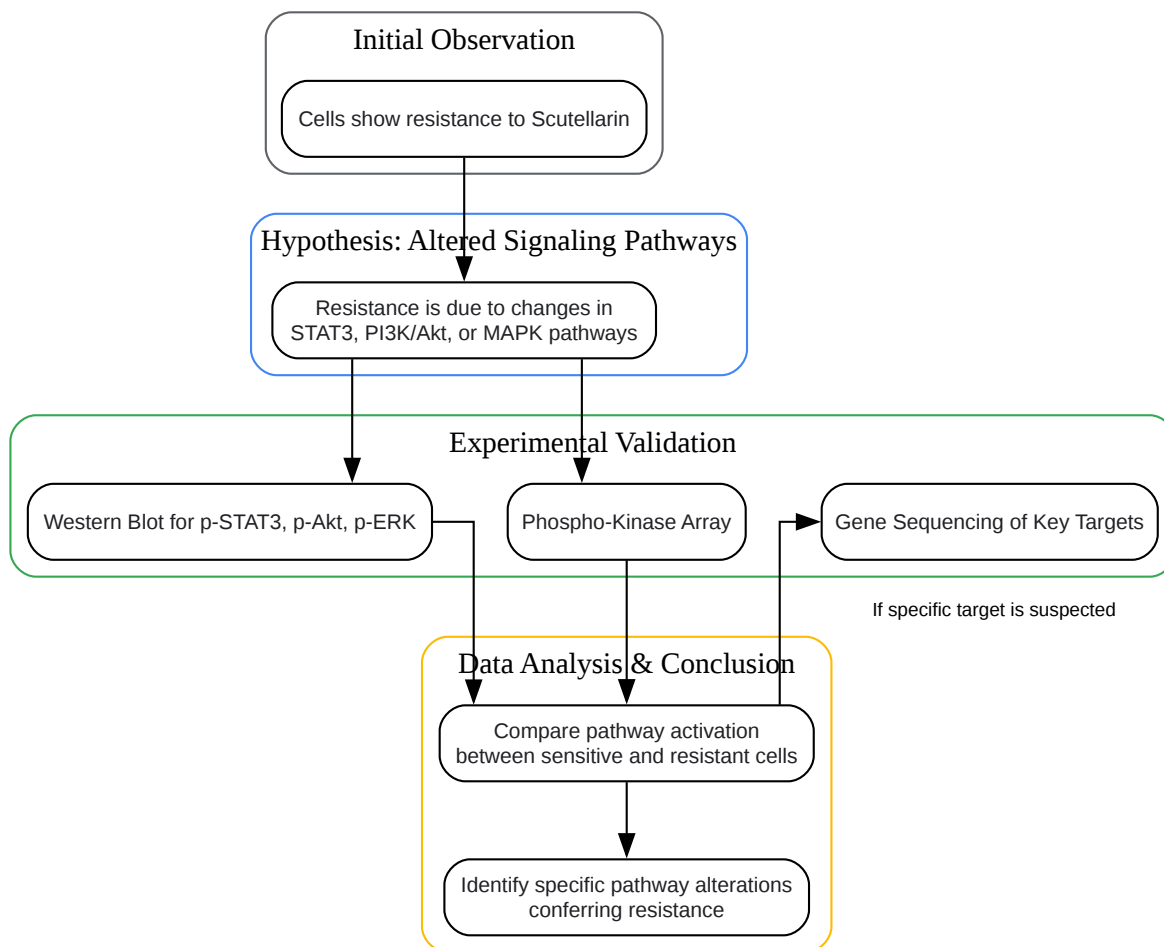 Initial Observation
Cells show resistance to Scutellarin
Hypothesis: Altered Signaling Pathways
Resistance is due to changes in
STAT3, PI3K/Akt, or MAPK pathways
Experimental Validation
Western Blot for p-STAT3, p-Akt, p-ERK
Phospho-Kinase Array
Gene Sequencing of Key Targets
If specific target is suspected
Data Analysis & Conclusion
Compare pathway activation
between sensitive and resistant cells
Identify specific pathway alterations
conferring resistance